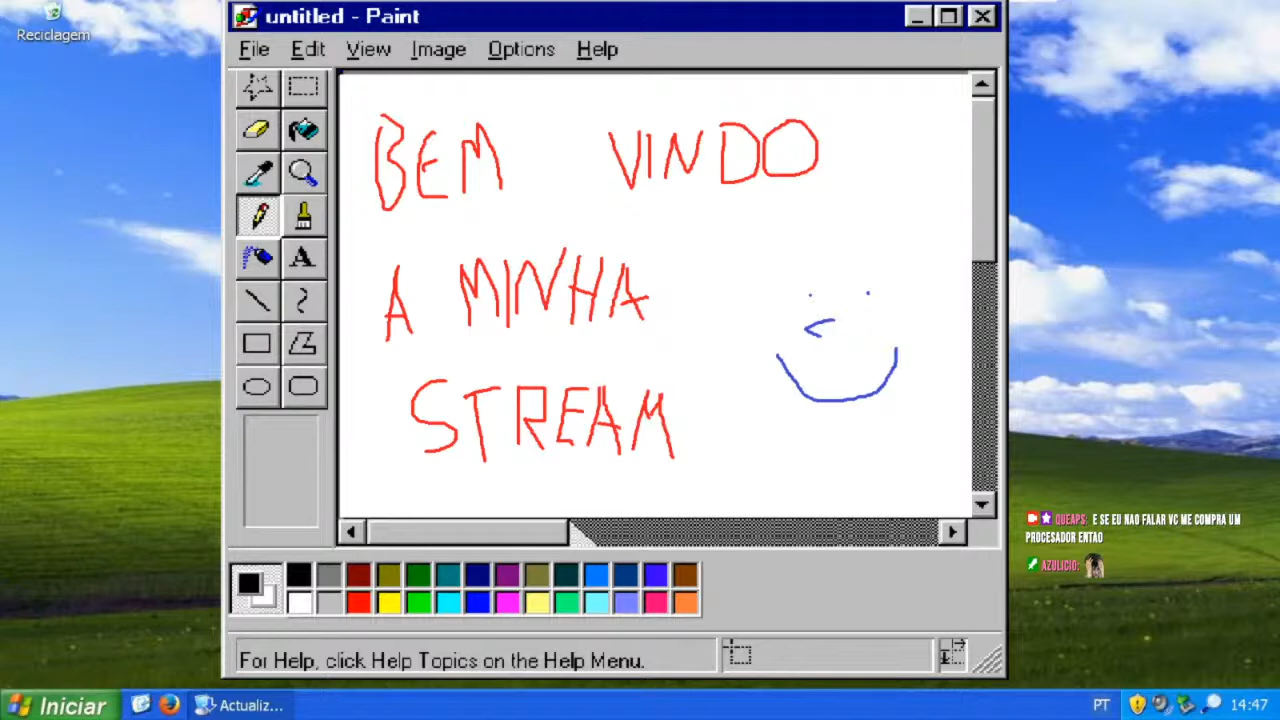 Reciclagem
untitled - Paint
File Edit View Image Options Help
BEM VINDO
A MINHA
STREAM
QUEAPS: E SE EU NAO FALAR VC ME COMPRA UM
PROCESADOR ENTAO
AZULICIO:
For Help, click Help Topics on the Help Menu.
Iniciar Actualiz... PT 14:47